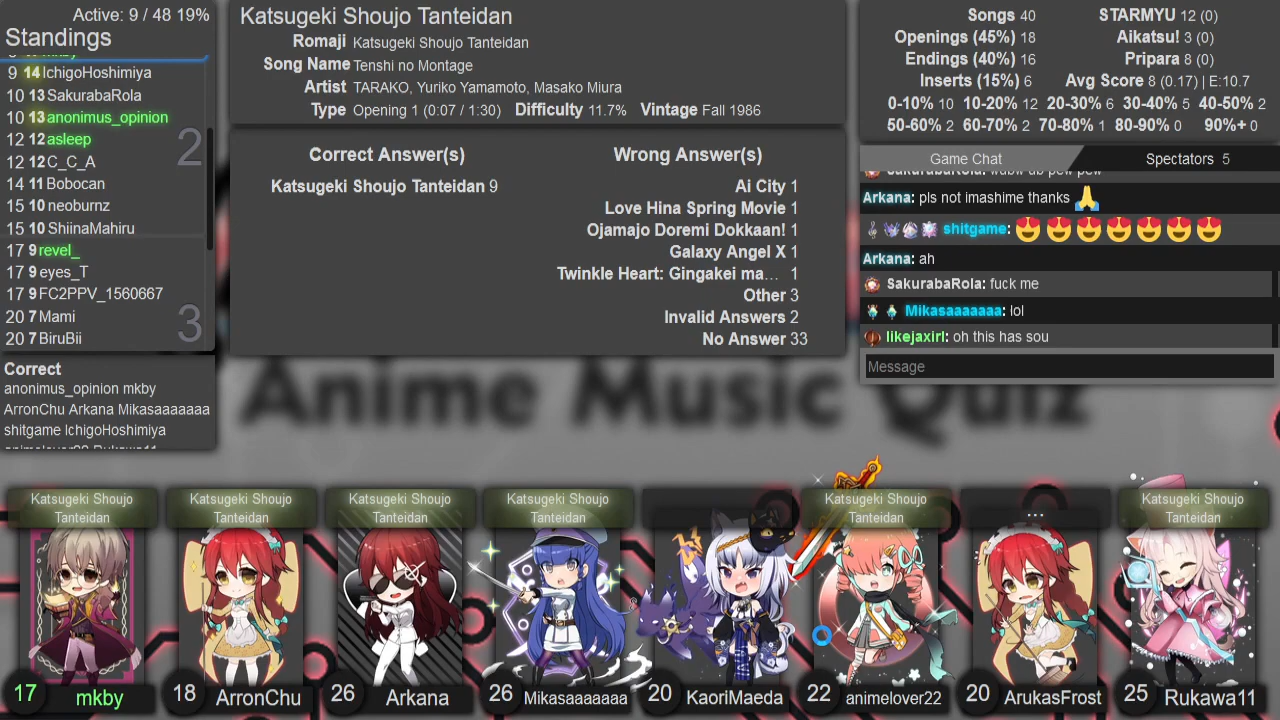 Active: 9 / 48 19%
Standings
9 14 IchigoHoshimiya
10 13 SakurabaRola
10 13 anonimus_opinion
12 12 asleep
2
12 12 C_C_A
14 11 Bobocan
15 10 neoburnz
15 10 ShiinaMahiru
17 9 revel_
17 9 eyes_T
17 9 FC2PPV_1560667
20 7 Mami
3
20 7 BiruBii
Correct
anonimus_opinion mkby
ArronChu Arkana Mikasaaaaaaa
shitgame IchigoHoshimiya
animelover22 Rukawa11
Katsugeki Shoujo Tanteidan
Romaji Katsugeki Shoujo Tanteidan
Song Name Tenshi no Montage
Artist TARAKO, Yuriko Yamamoto, Masako Miura
Type Opening 1 (0:07 / 1:30) Difficulty 11.7% Vintage Fall 1986
Correct Answer(s)
Katsugeki Shoujo Tanteidan 9
Wrong Answer(s)
Ai City 1
Love Hina Spring Movie 1
Ojamajo Doremi Dokkaan! 1
Galaxy Angel X 1
Twinkle Heart: Gingakei ma... 1
Other 3
Invalid Answers 2
No Answer 33
Songs 40 STARMYU 12 (0)
Openings (45%) 18 Aikatsu! 3 (0)
Endings (40%) 16 Pripara 8 (0)
Inserts (15%) 6 Avg Score 8 (0.17) | E:10.7
0-10% 10 10-20% 12 20-30% 6 30-40% 5 40-50% 2
50-60% 2 60-70% 2 70-80% 1 80-90% 0 90%+ 0
Game Chat Spectators 5
SakurabaRola: wubw ub pew pew
Arkana: pls not imashime thanks 🙏
shitgame: 😍😍😍😍😍😍😍
Arkana: ah
SakurabaRola: fuck me
Mikasaaaaaaa: lol
likejaxirl: oh this has sou
Message
Anime Music Quiz
Katsugeki Shoujo
Tanteidan
Katsugeki Shoujo
Tanteidan
Katsugeki Shoujo
Tanteidan
Katsugeki Shoujo
Tanteidan
Katsugeki Shoujo
Tanteidan
...
Katsugeki Shoujo
Tanteidan
17 mkby
18 ArronChu
26 Arkana
26 Mikasaaaaaaa
20 KaoriMaeda
22 animelover22
20 ArukasFrost
25 Rukawa11